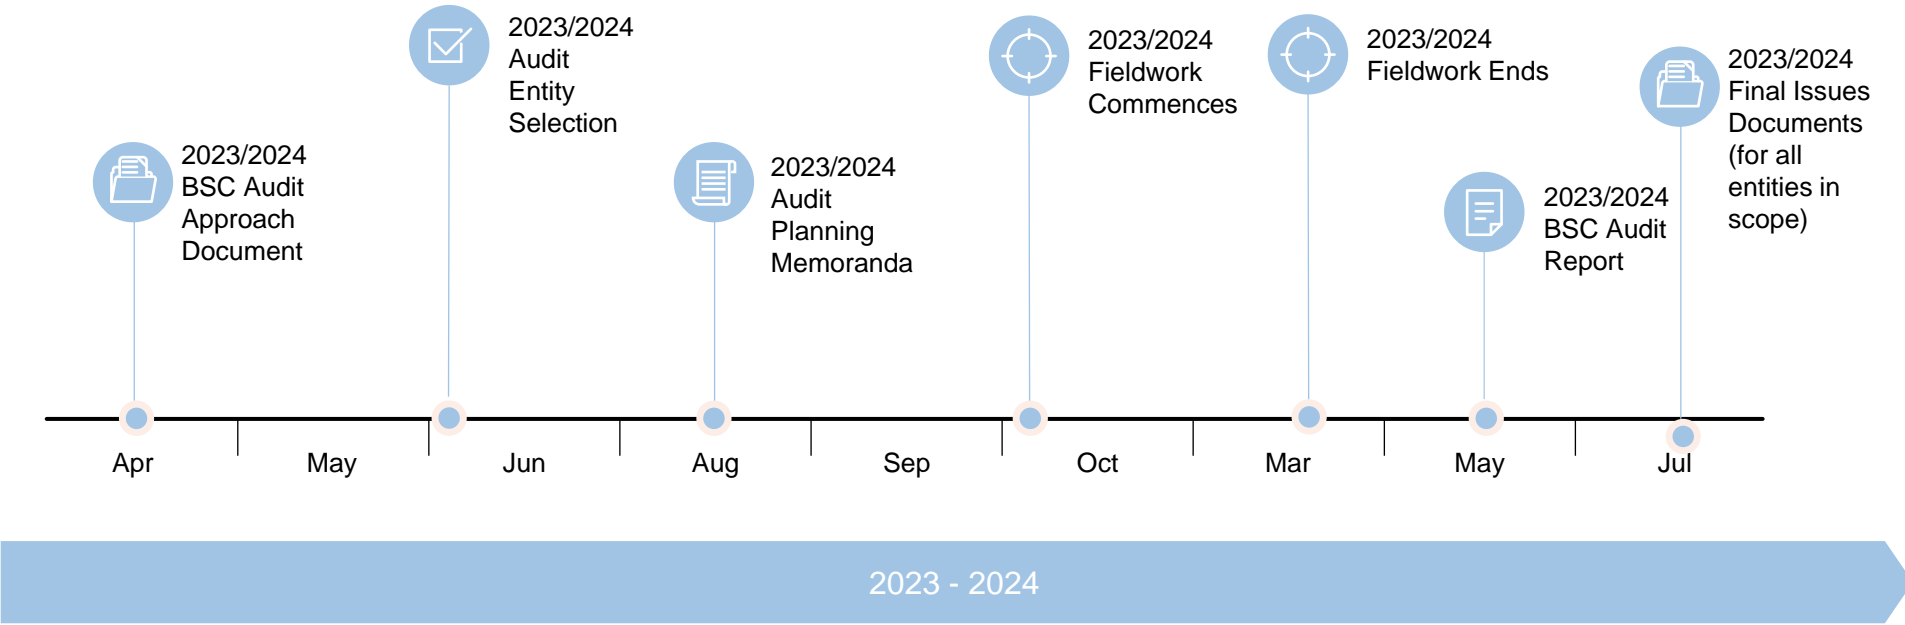 2023/2024
BSC Audit
Approach
Document
2023/2024
Audit
Entity
Selection
2023/2024
Audit
Planning
Memoranda
2023/2024
Fieldwork
Commences
2023/2024
Fieldwork Ends
2023/2024
BSC Audit
Report
2023/2024
Final Issues
Documents
(for all
entities in
scope)
Apr
May
Jun
Aug
Sep
Oct
Mar
May
Jul
2023 - 2024